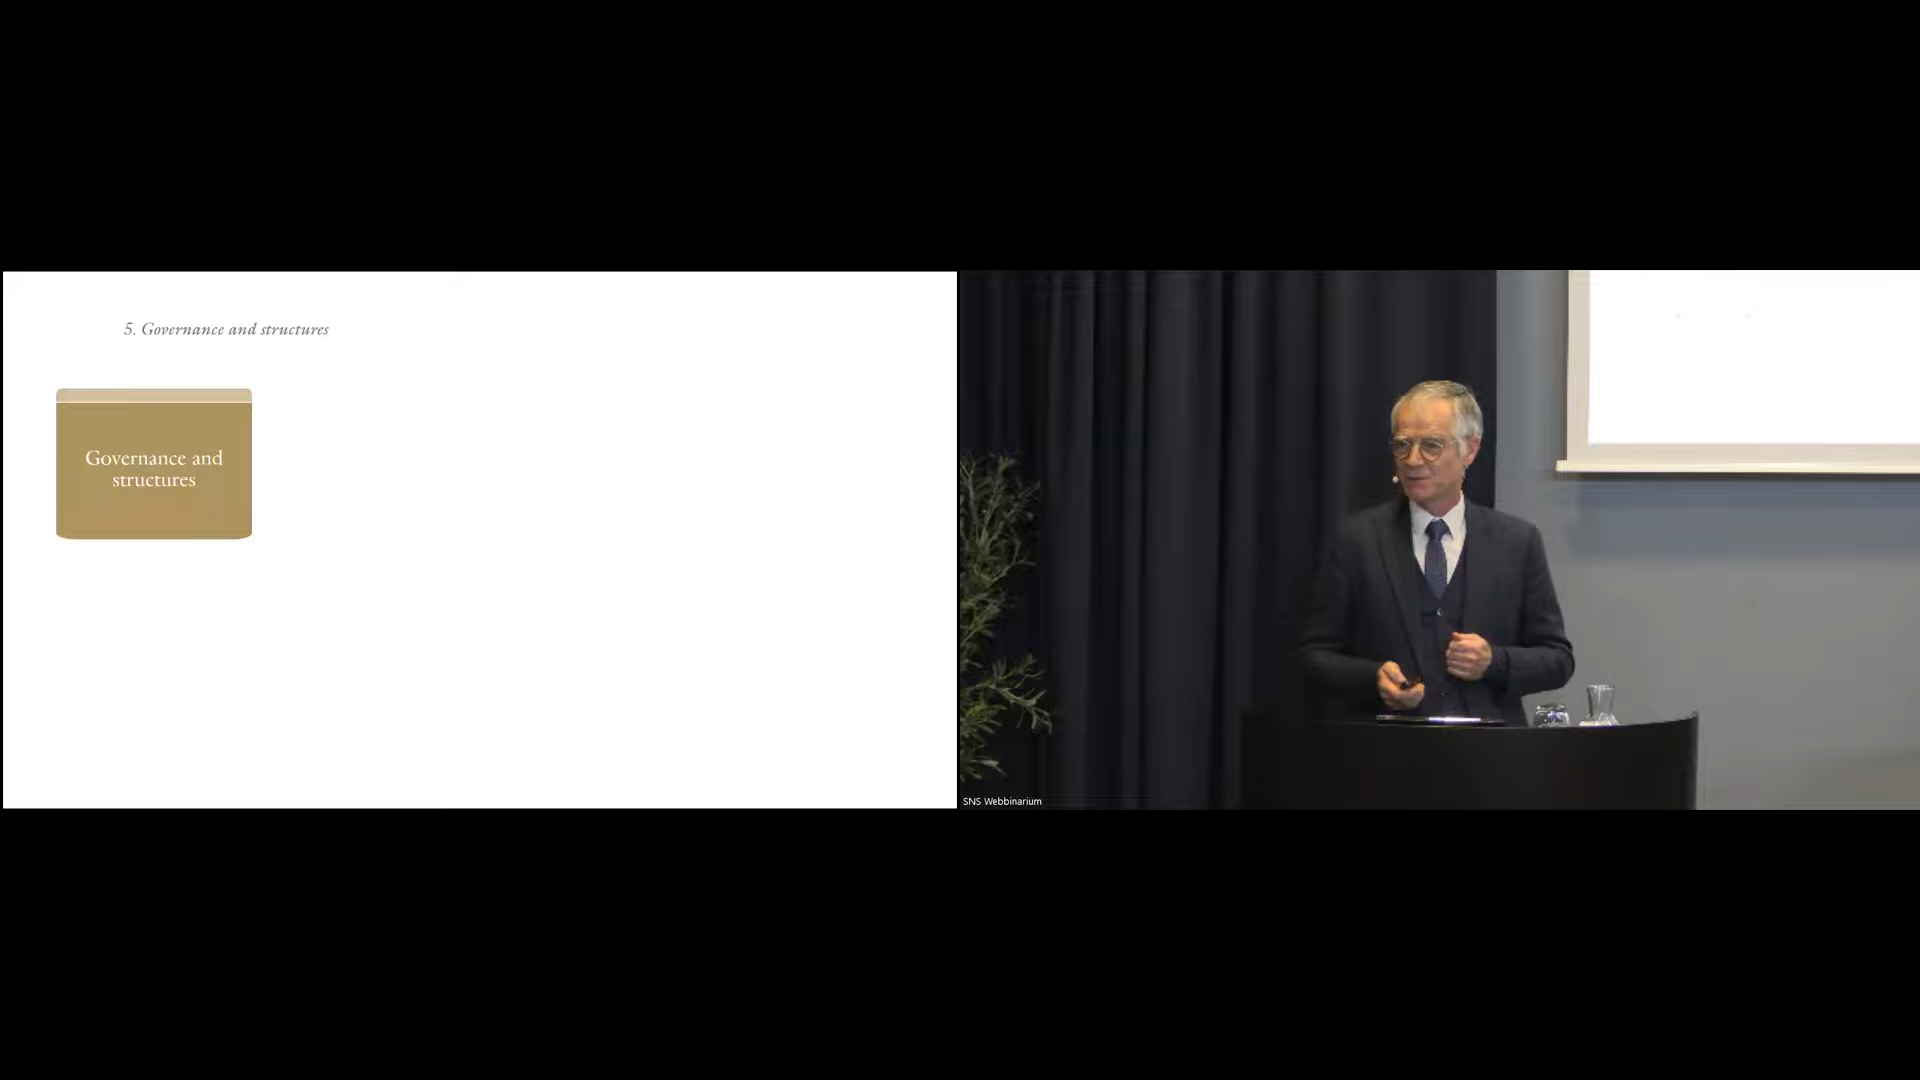 5. Governance and structures
Governance and
structures
SNS Webbinarium